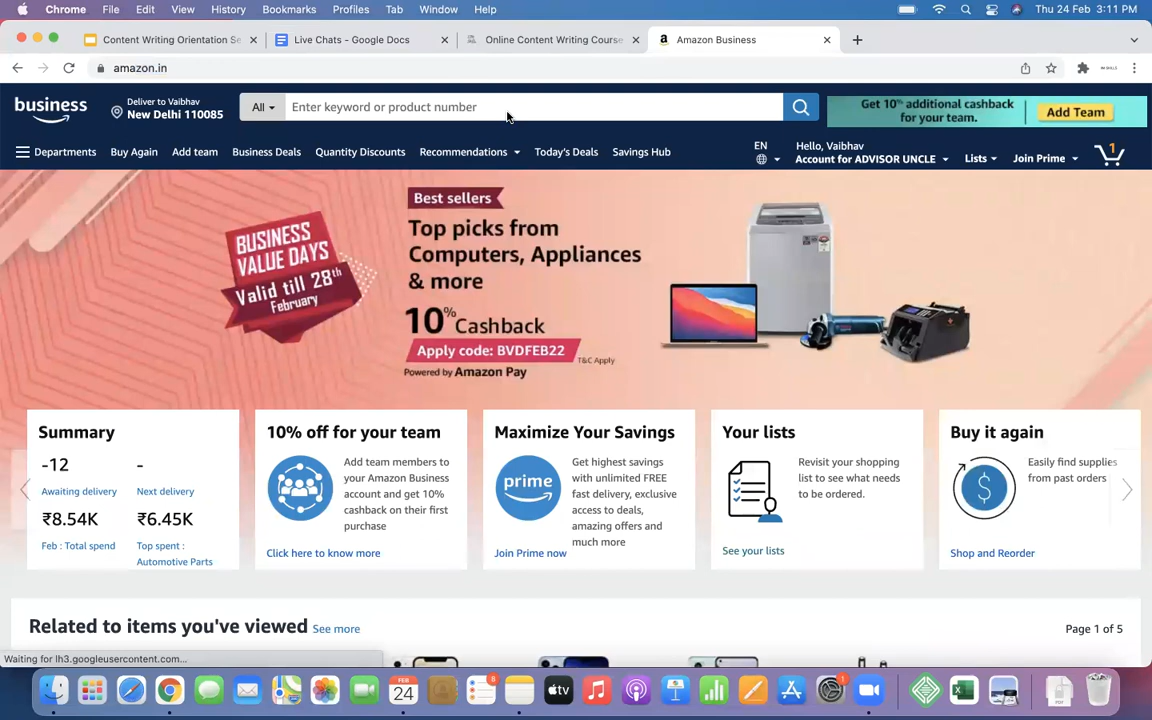 Chrome File Edit View History Bookmarks Profiles Tab Window Help Thu 24 Feb 3:11 PM
Content Writing Orientation Se Live Chats - Google Docs Online Content Writing Course Amazon Business
amazon.in
business
Deliver to Vaibhav
New Delhi 110085
All
Enter keyword or product number
Get 10% additional cashback
for your team.
Add Team
Departments Buy Again Add team Business Deals Quantity Discounts Recommendations Today's Deals Savings Hub
EN
Hello, Vaibhav
Account for ADVISOR UNCLE
Lists
Join Prime
1
BUSINESS
VALUE DAYS
Valid till 28th
February
Best sellers
Top picks from
Computers, Appliances
& more
10% Cashback
Apply code: BVDFEB22
T&C Apply
Powered by Amazon Pay
Summary
-12 -
Awaiting delivery Next delivery
₹8.54K ₹6.45K
Feb : Total spend Top spent :
Automotive Parts
10% off for your team
Add team members to
your Amazon Business
account and get 10%
cashback on their first
purchase
Click here to know more
Maximize Your Savings
prime
Get highest savings
with unlimited FREE
fast delivery, exclusive
access to deals,
amazing offers and
much more
Join Prime now
Your lists
Revisit your shopping
list to see what needs
to be ordered.
See your lists
Buy it again
Easily find supplies
from past orders
Shop and Reorder
Related to items you've viewed See more
Page 1 of 5
Waiting for lh3.googleusercontent.com...
FEB
24
8
tv
1